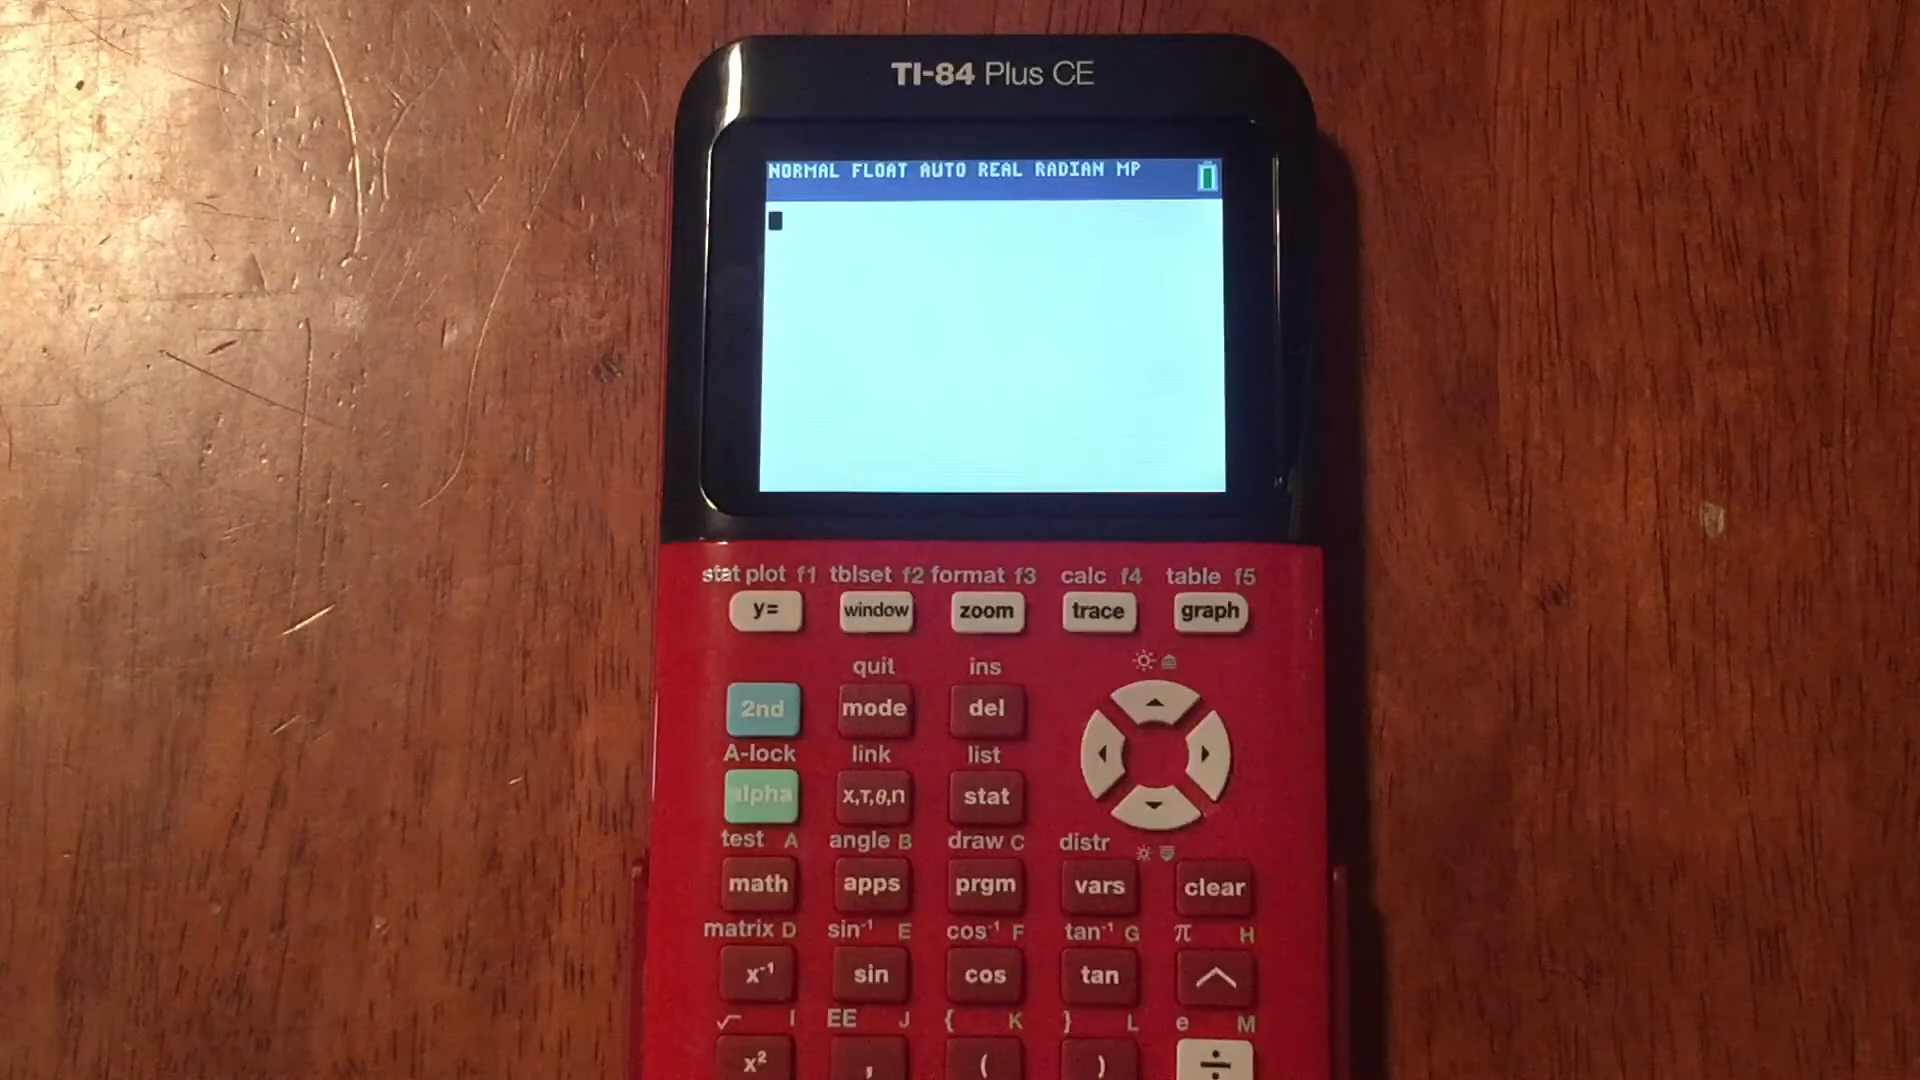 TI-84 Plus CE
NORMAL FLOAT AUTO REAL RADIAN MP
stat plot f1 tblset f2 format f3 calc f4 table f5
y= window zoom trace graph
quit ins
2nd mode del
A-lock link list
alpha X,T,θ,n stat
test A angle B draw C distr
math apps prgm vars clear
matrix D sin⁻¹ E cos⁻¹ F tan⁻¹ G π H
x⁻¹ sin cos tan ^
√ I EE J { K } L e M
x² , ( ) ÷